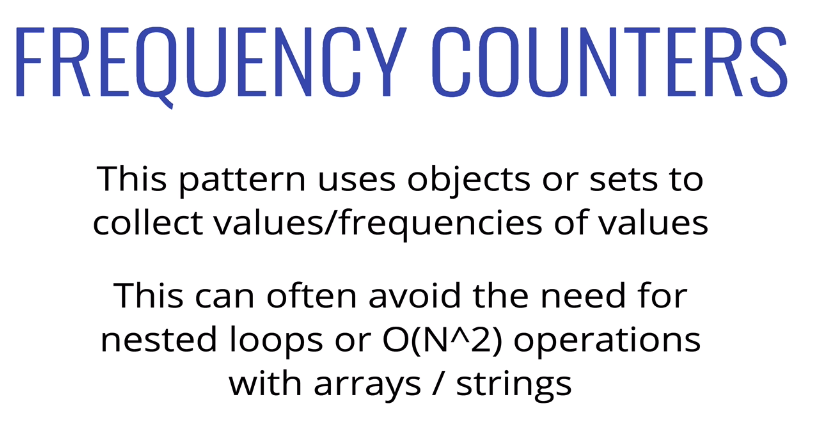 FREQUENCY COUNTERS
This pattern uses objects or sets to
collect values/frequencies of values
This can often avoid the need for
nested loops or O(N^2) operations
with arrays / strings